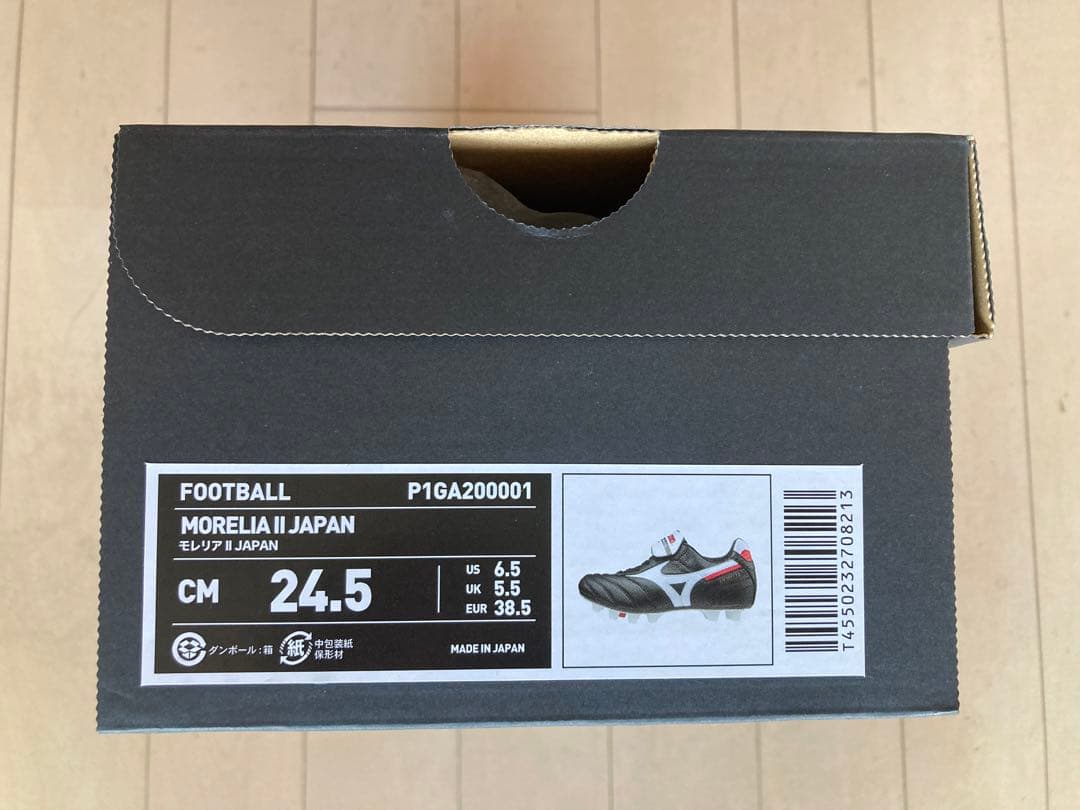 FOOTBALL P1GA200001
MORELIA II JAPAN
モレリア II JAPAN
CM 24.5
US 6.5
UK 5.5
EUR 38.5
ダンボール:箱
紙
中包装紙
保形材
MADE IN JAPAN
T4550232708213